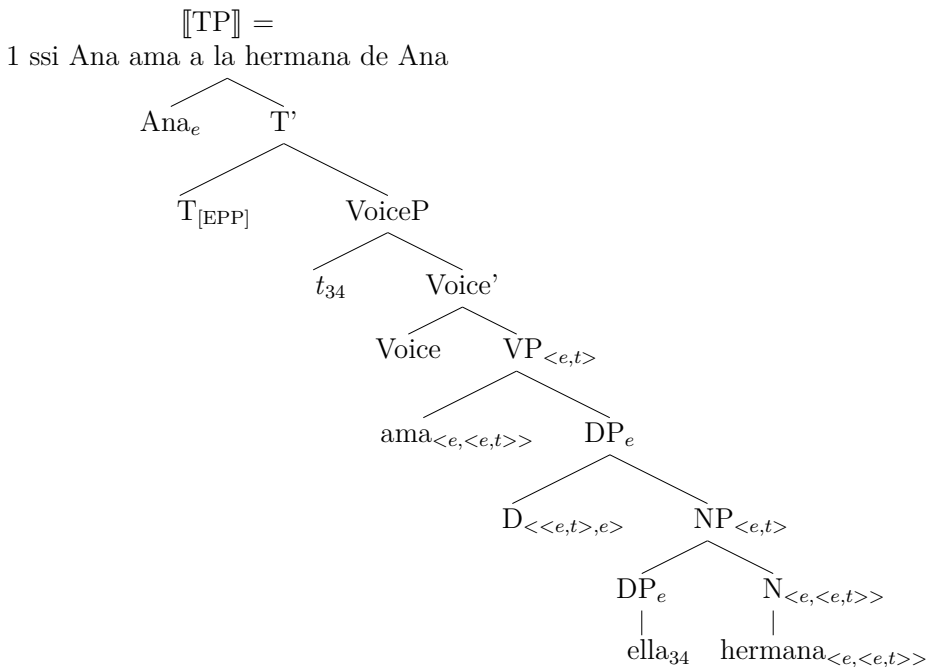 ⟦TP⟧ =
1 ssi Ana ama a la hermana de Ana
Ana_e T’
T_[EPP] VoiceP
t_34 Voice’
Voice VP_<e,t>
ama_<e,<e,t>> DP_e
D_<<e,t>,e> NP_<e,t>
DP_e N_<e,<e,t>>
ella_34 hermana_<e,<e,t>>